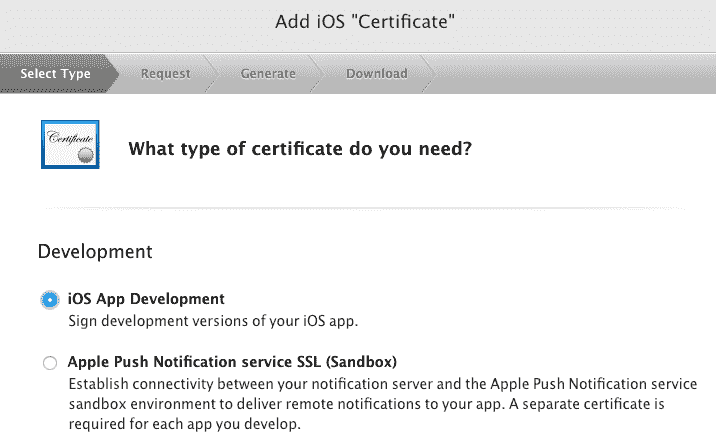 Add iOS "Certificate"
Select Type Request Generate Download
Certificate
What type of certificate do you need?
Development
iOS App Development
Sign development versions of your iOS app.
Apple Push Notification service SSL (Sandbox)
Establish connectivity between your notification server and the Apple Push Notification service
sandbox environment to deliver remote notifications to your app. A separate certificate is
required for each app you develop.